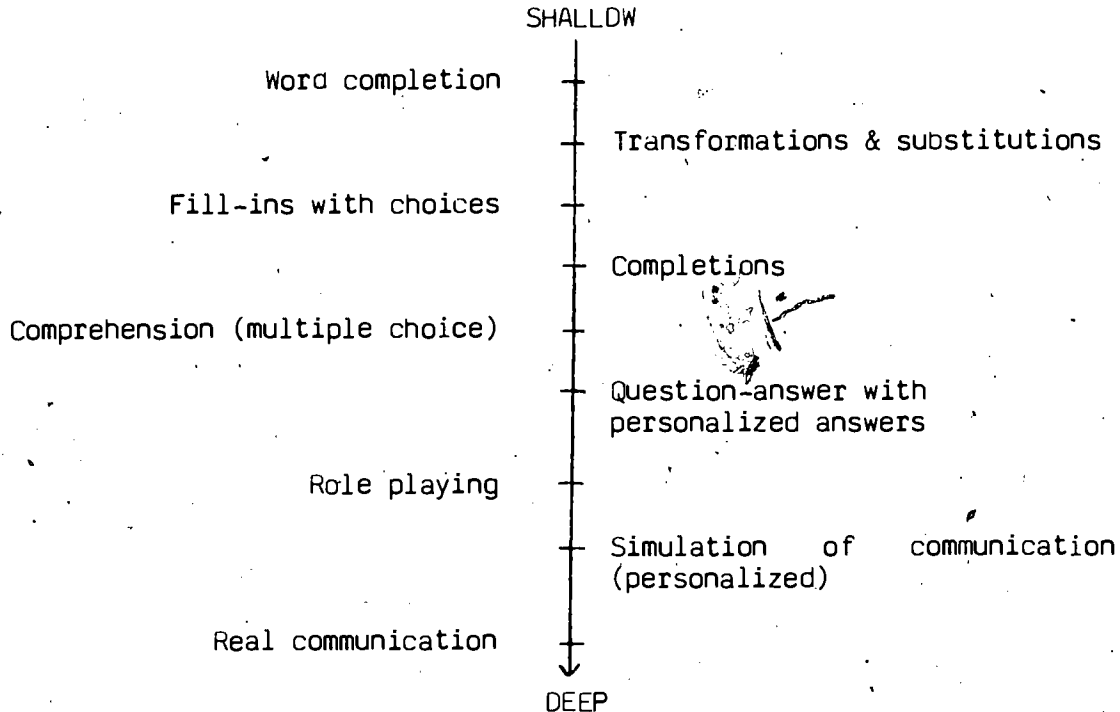 SHALLOW
Word completion
Transformations & substitutions
Fill-ins with choices
Completions
Comprehension (multiple choice)
Question-answer with
personalized answers
Role playing
Simulation of communication
(personalized)
Real communication
DEEP